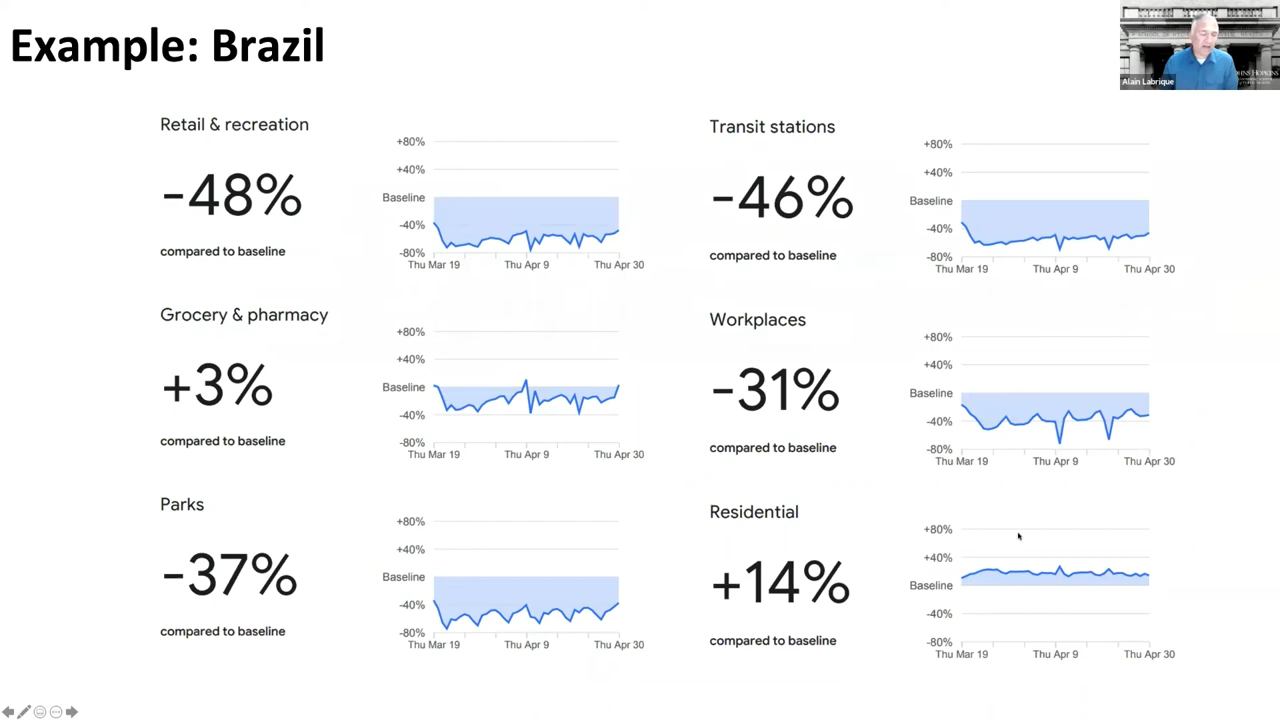 Example: Brazil
Alain Labrique
JOHNS HOPKINS
Retail & recreation
-48%
compared to baseline
+80%
+40%
Baseline
-40%
-80%
Thu Mar 19
Thu Apr 9
Thu Apr 30
Transit stations
-46%
compared to baseline
+80%
+40%
Baseline
-40%
-80%
Thu Mar 19
Thu Apr 9
Thu Apr 30
Grocery & pharmacy
+3%
compared to baseline
+80%
+40%
Baseline
-40%
-80%
Thu Mar 19
Thu Apr 9
Thu Apr 30
Workplaces
-31%
compared to baseline
+80%
+40%
Baseline
-40%
-80%
Thu Mar 19
Thu Apr 9
Thu Apr 30
Parks
-37%
compared to baseline
+80%
+40%
Baseline
-40%
-80%
Thu Mar 19
Thu Apr 9
Thu Apr 30
Residential
+14%
compared to baseline
+80%
+40%
Baseline
-40%
-80%
Thu Mar 19
Thu Apr 9
Thu Apr 30